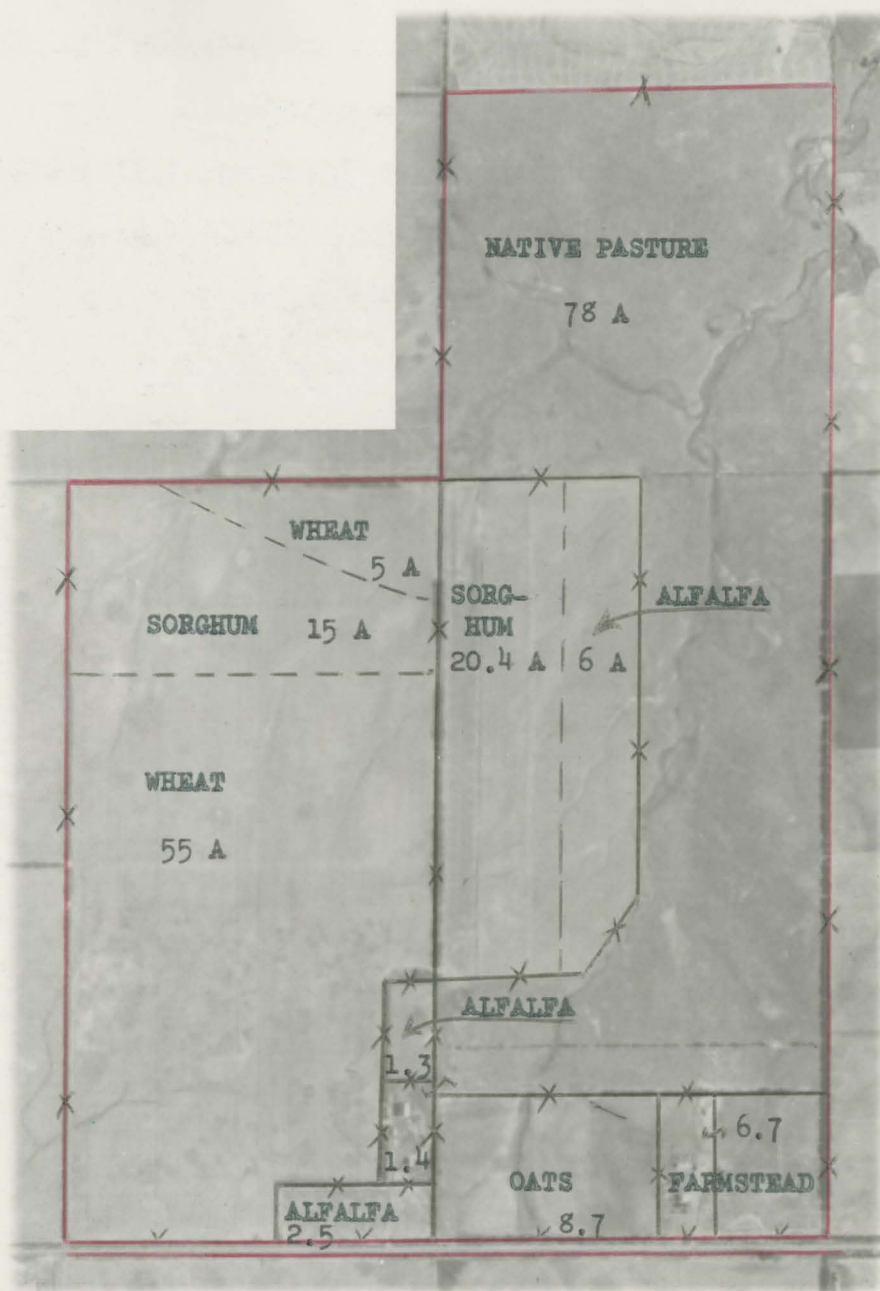 NATIVE PASTURE
78 A
WHEAT
5 A
SORGHUM 15 A
SORG-
HUM
20.4 A
ALFALFA
6 A
WHEAT
55 A
ALFALFA
1.3
1.4
ALFALFA
2.5
OATS
8.7
6.7
FARMSTEAD